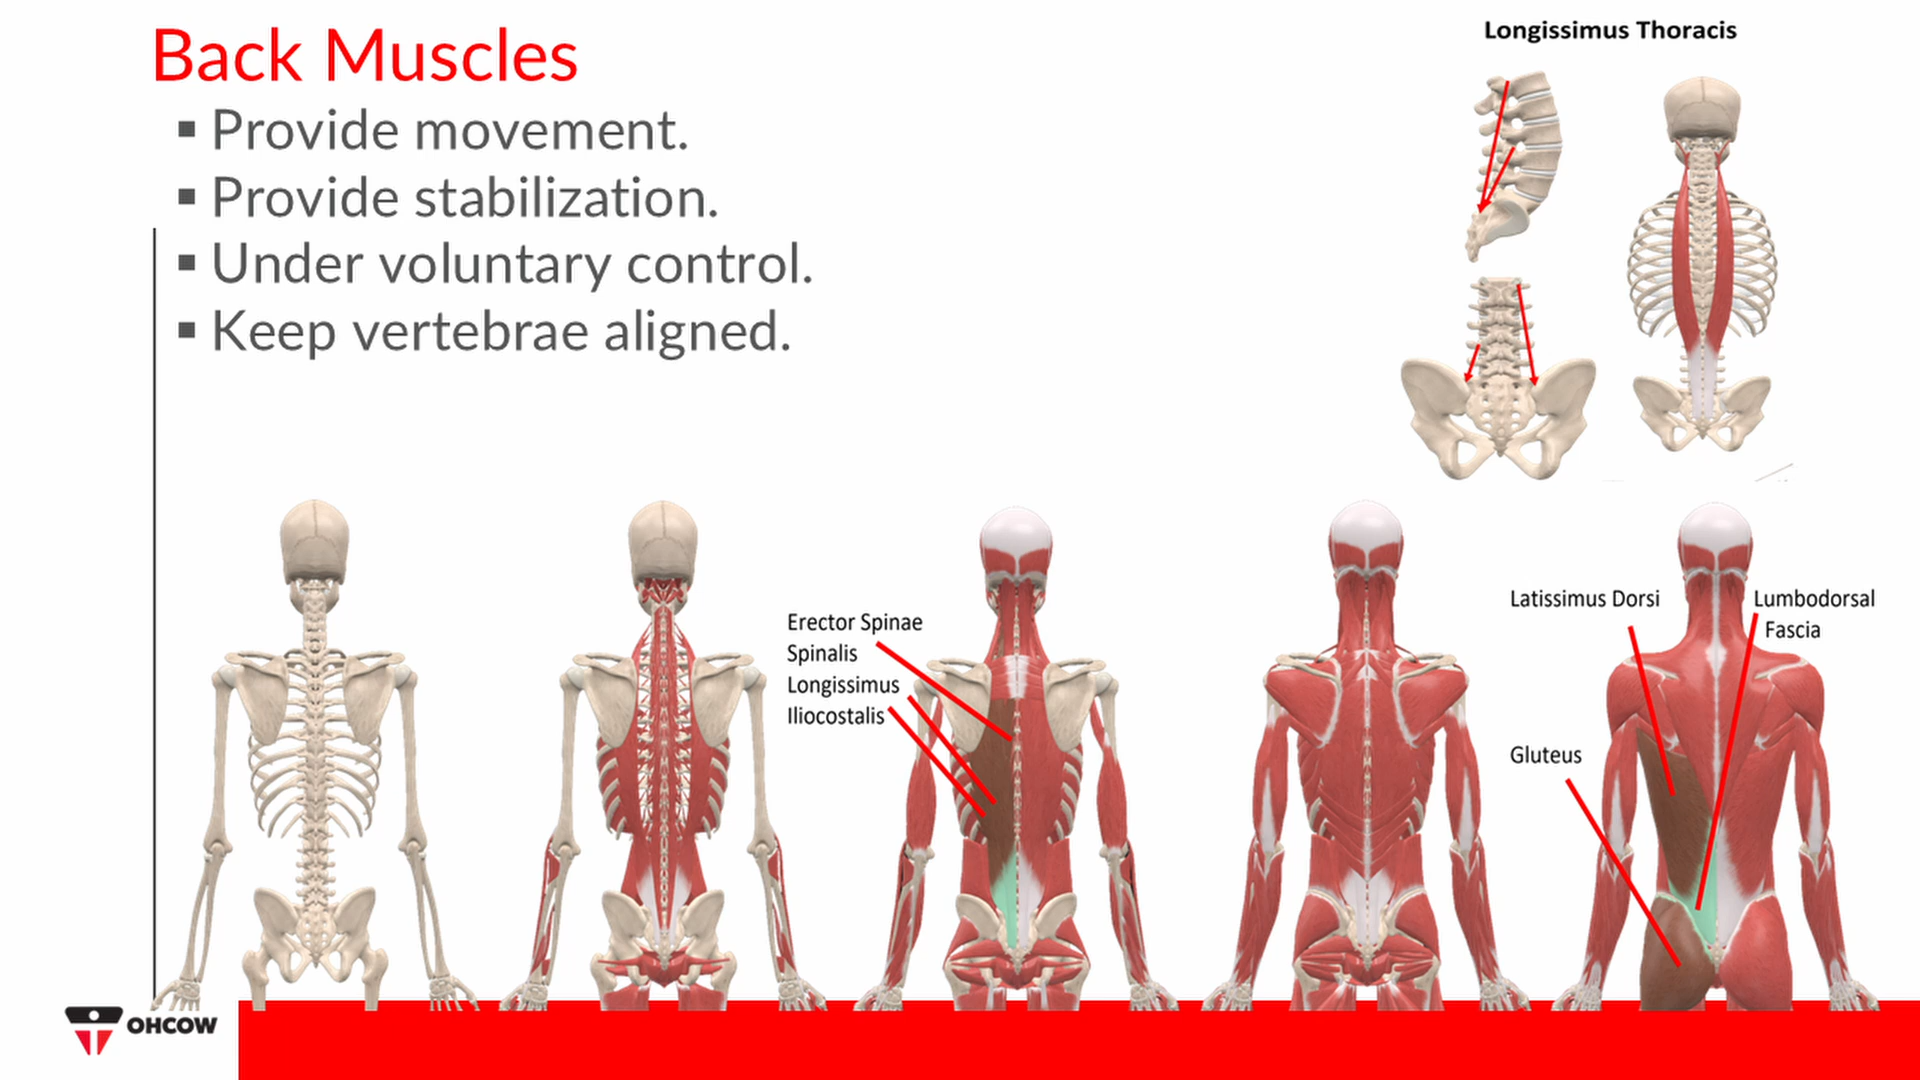 Back Muscles
▪ Provide movement.
▪ Provide stabilization.
▪ Under voluntary control.
▪ Keep vertebrae aligned.
Longissimus Thoracis
Erector Spinae
Spinalis
Longissimus
Iliocostalis
Latissimus Dorsi
Lumbodorsal
Fascia
Gluteus
OHCOW